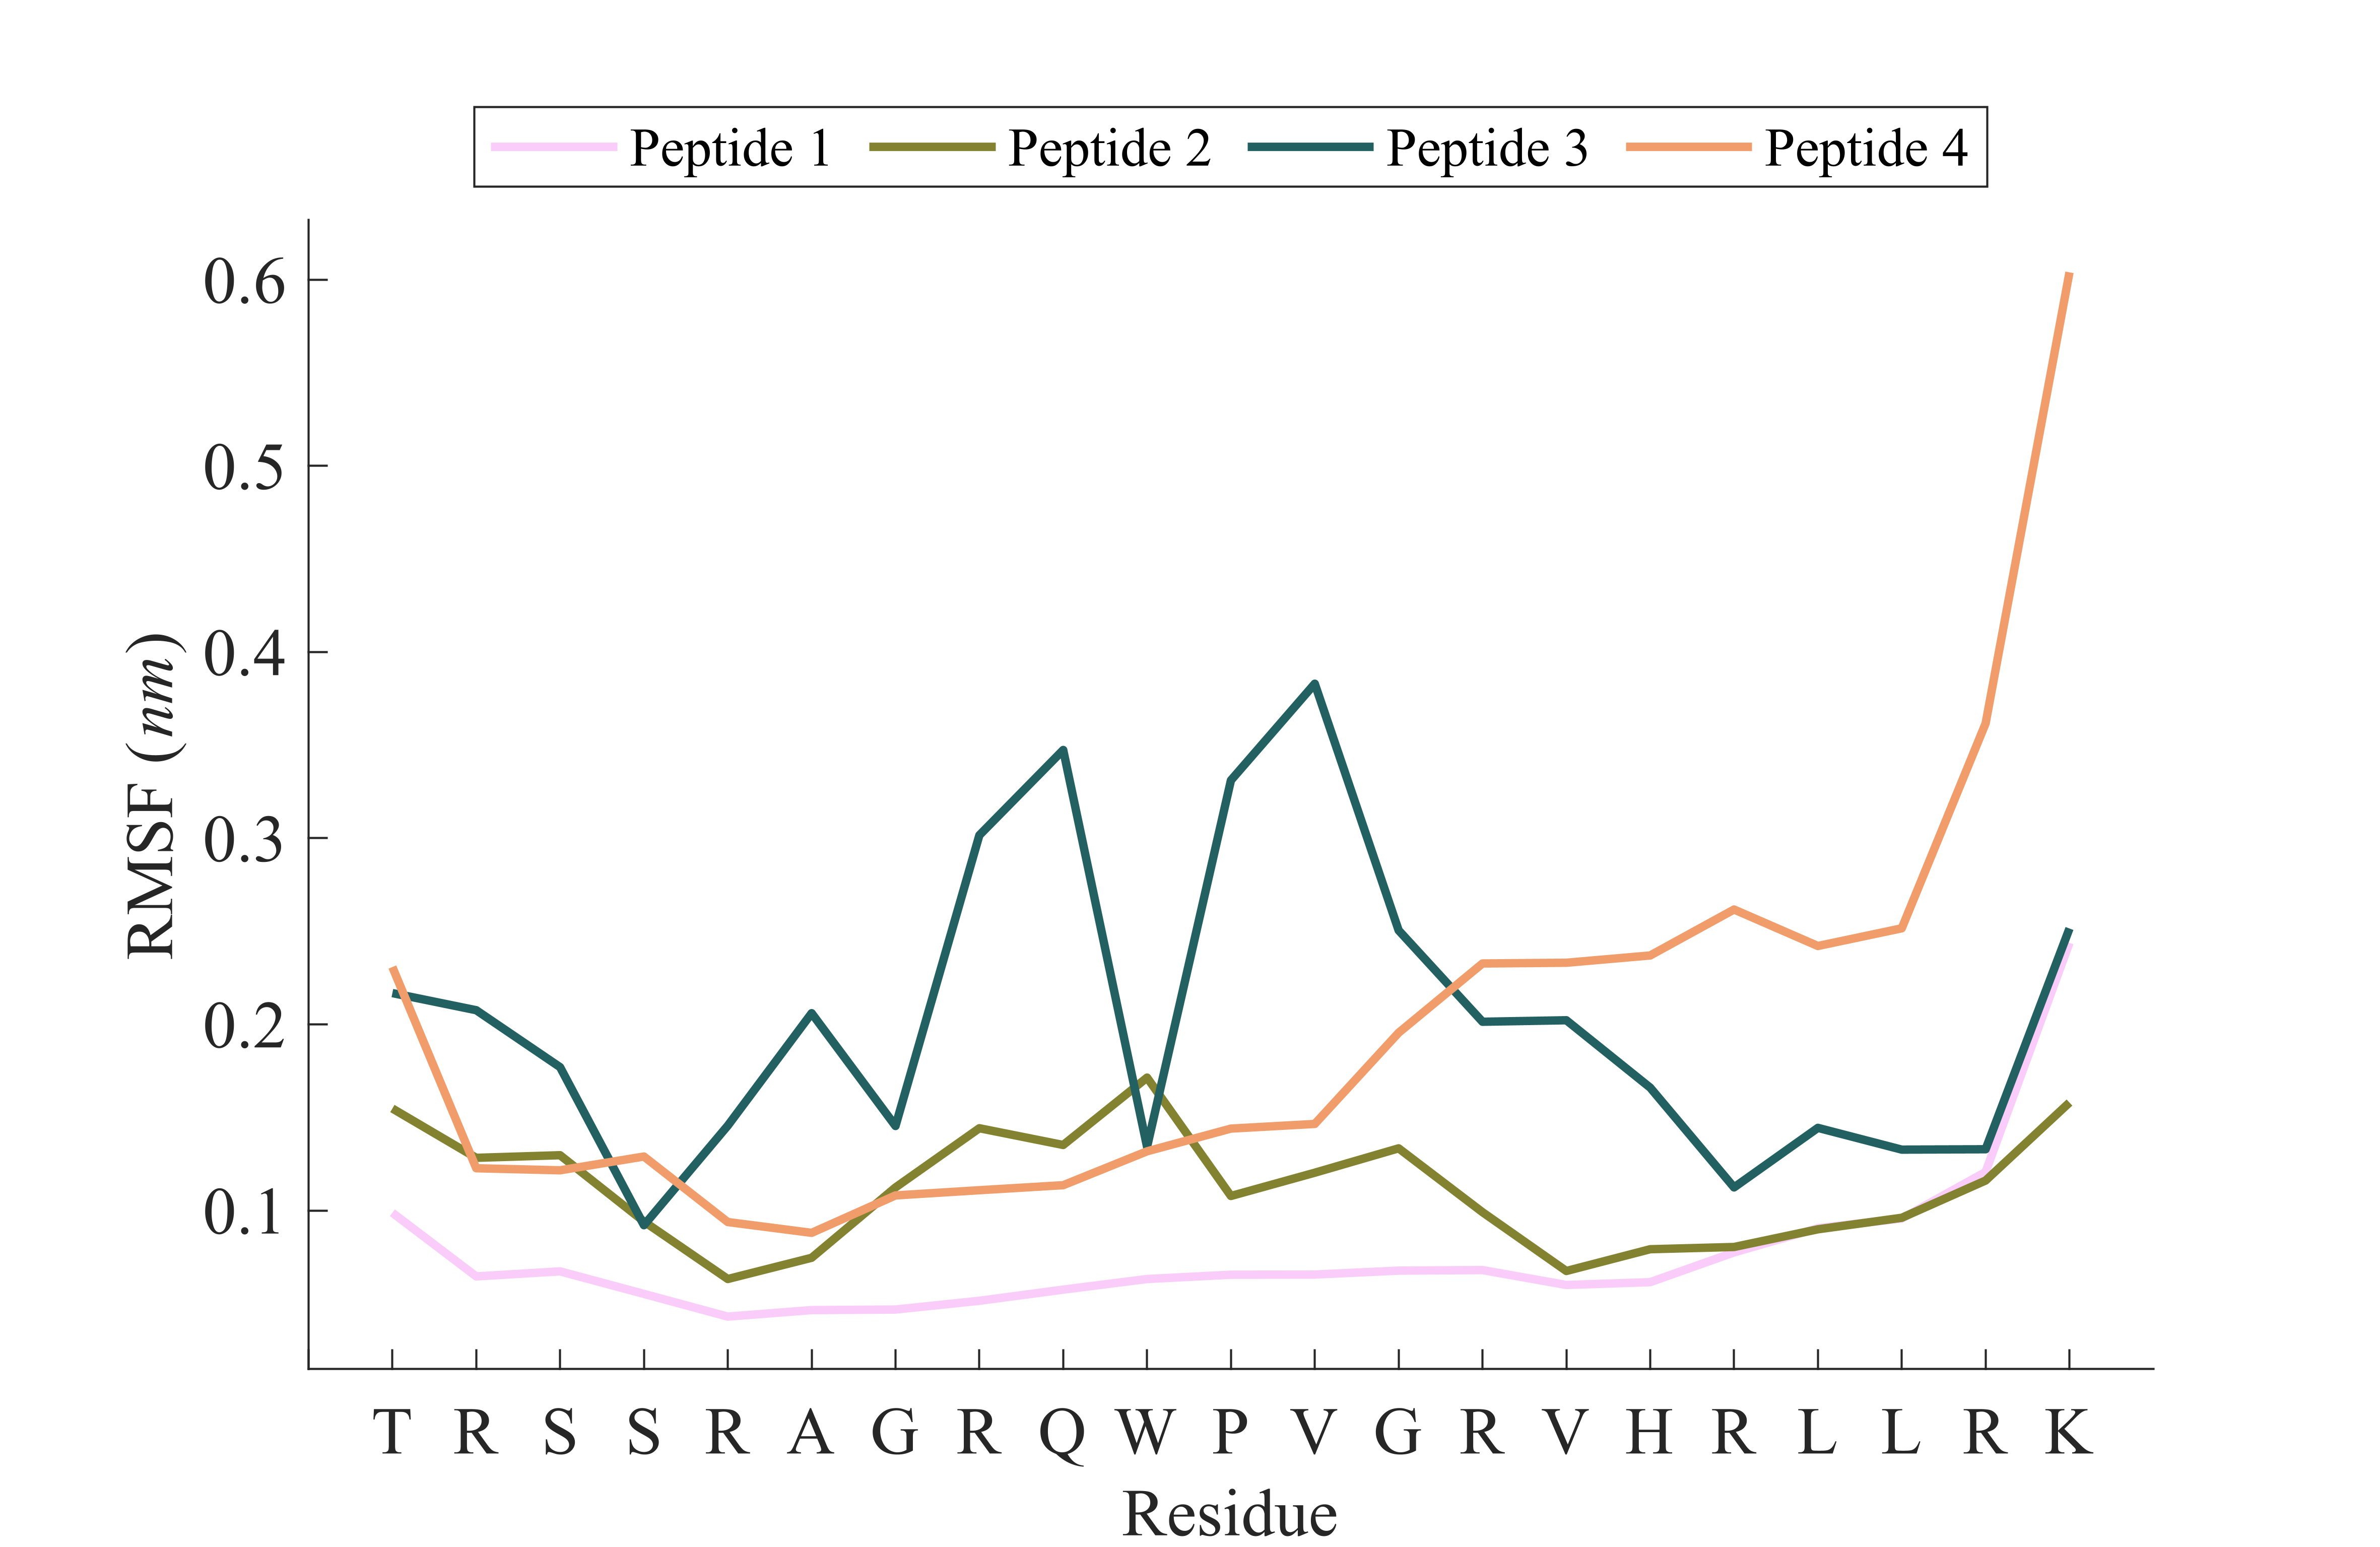 Peptide 1 Peptide 2 Peptide 3 Peptide 4
0.6
0.5
0.4
0.3
0.2
0.1
RMSF (nm)
T R S S R A G R Q W P V G R V H R L L R K
Residue